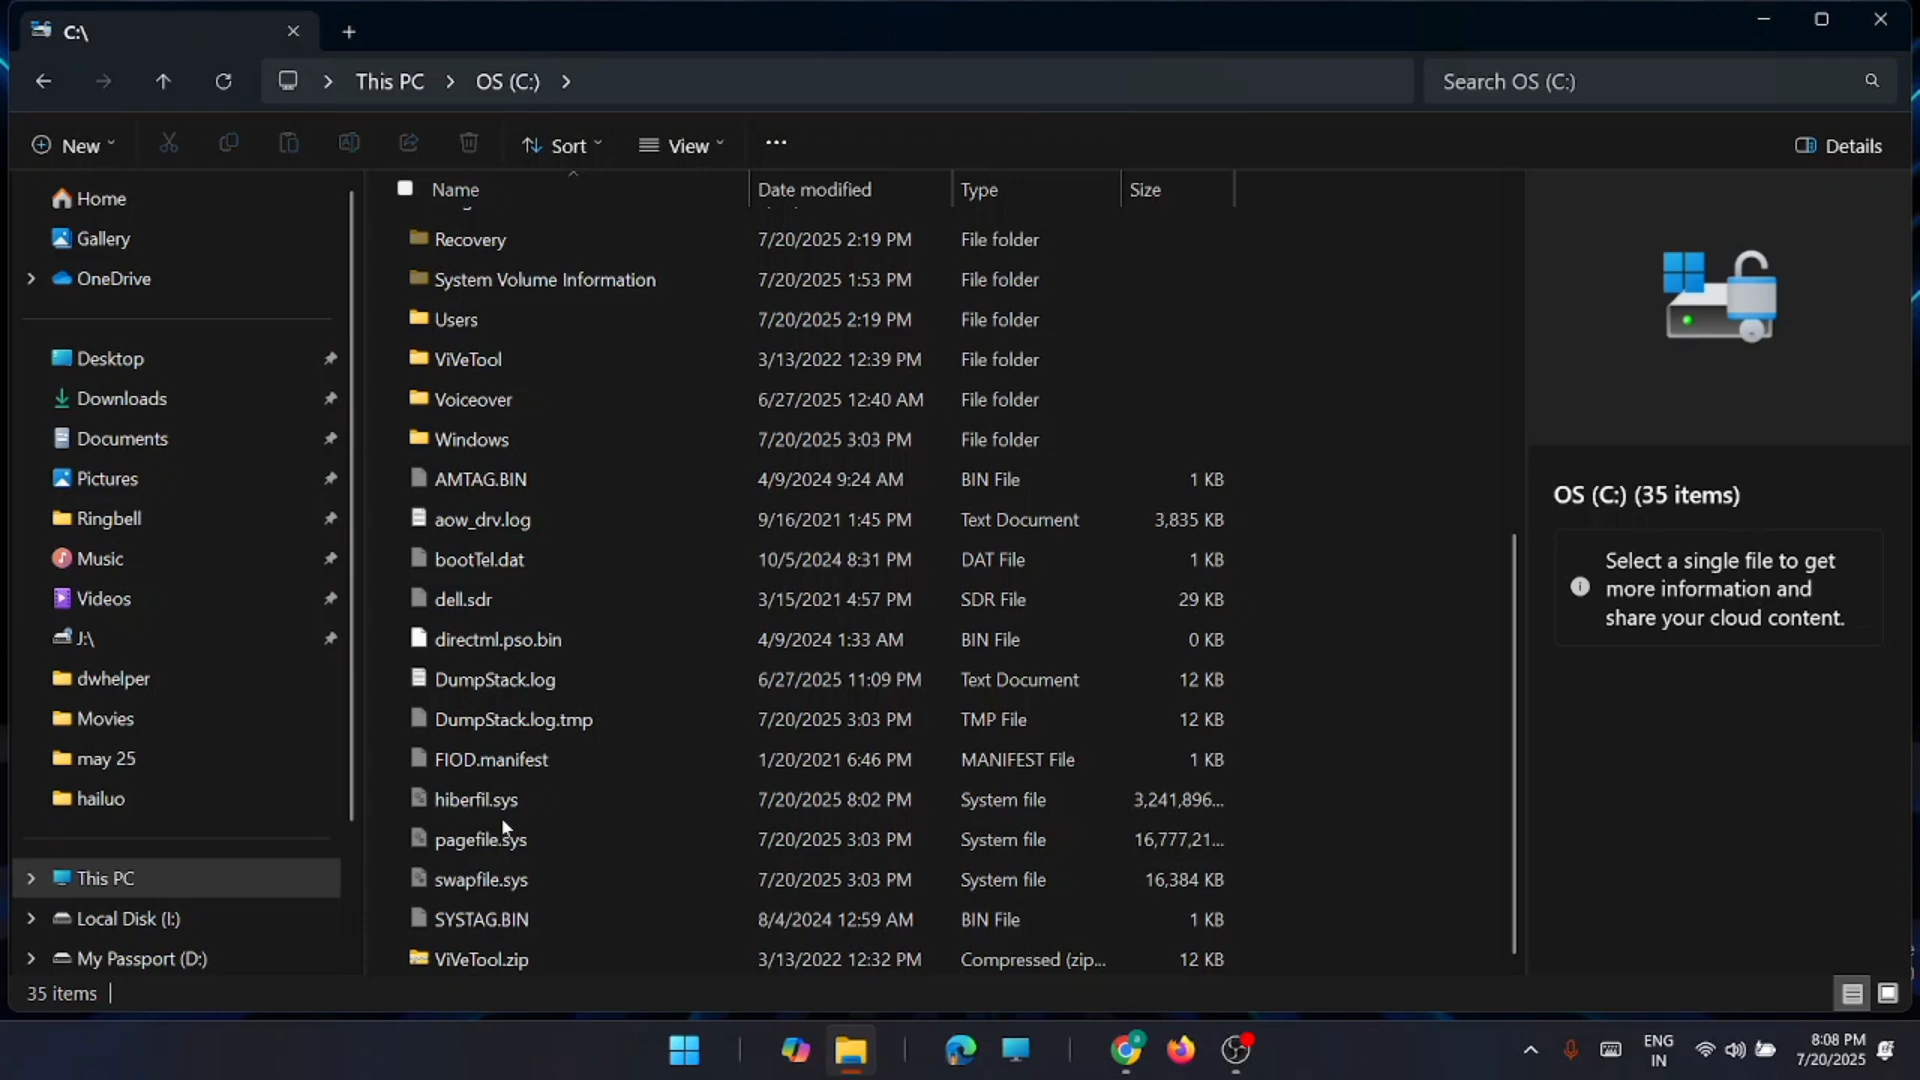 C:\
This PC OS (C:)
Search OS (C:)
New
Sort
View
Details
Home
Gallery
OneDrive
Desktop
Downloads
Documents
Pictures
Ringbell
Music
Videos
J:\
dwhelper
Movies
may 25
hailuo
This PC
Local Disk (I:)
My Passport (D:)
Name Date modified Type Size
Recovery 7/20/2025 2:19 PM File folder
System Volume Information 7/20/2025 1:53 PM File folder
Users 7/20/2025 2:19 PM File folder
ViVeTool 3/13/2022 12:39 PM File folder
Voiceover 6/27/2025 12:40 AM File folder
Windows 7/20/2025 3:03 PM File folder
AMTAG.BIN 4/9/2024 9:24 AM BIN File 1 KB
aow_drv.log 9/16/2021 1:45 PM Text Document 3,835 KB
bootTel.dat 10/5/2024 8:31 PM DAT File 1 KB
dell.sdr 3/15/2021 4:57 PM SDR File 29 KB
directml.pso.bin 4/9/2024 1:33 AM BIN File 0 KB
DumpStack.log 6/27/2025 11:09 PM Text Document 12 KB
DumpStack.log.tmp 7/20/2025 3:03 PM TMP File 12 KB
FIOD.manifest 1/20/2021 6:46 PM MANIFEST File 1 KB
hiberfil.sys 7/20/2025 8:02 PM System file 3,241,896...
pagefile.sys 7/20/2025 3:03 PM System file 16,777,21...
swapfile.sys 7/20/2025 3:03 PM System file 16,384 KB
SYSTAG.BIN 8/4/2024 12:59 AM BIN File 1 KB
ViVeTool.zip 3/13/2022 12:32 PM Compressed (zip... 12 KB
OS (C:) (35 items)
Select a single file to get
more information and
share your cloud content.
35 items
ENG
IN
8:08 PM
7/20/2025